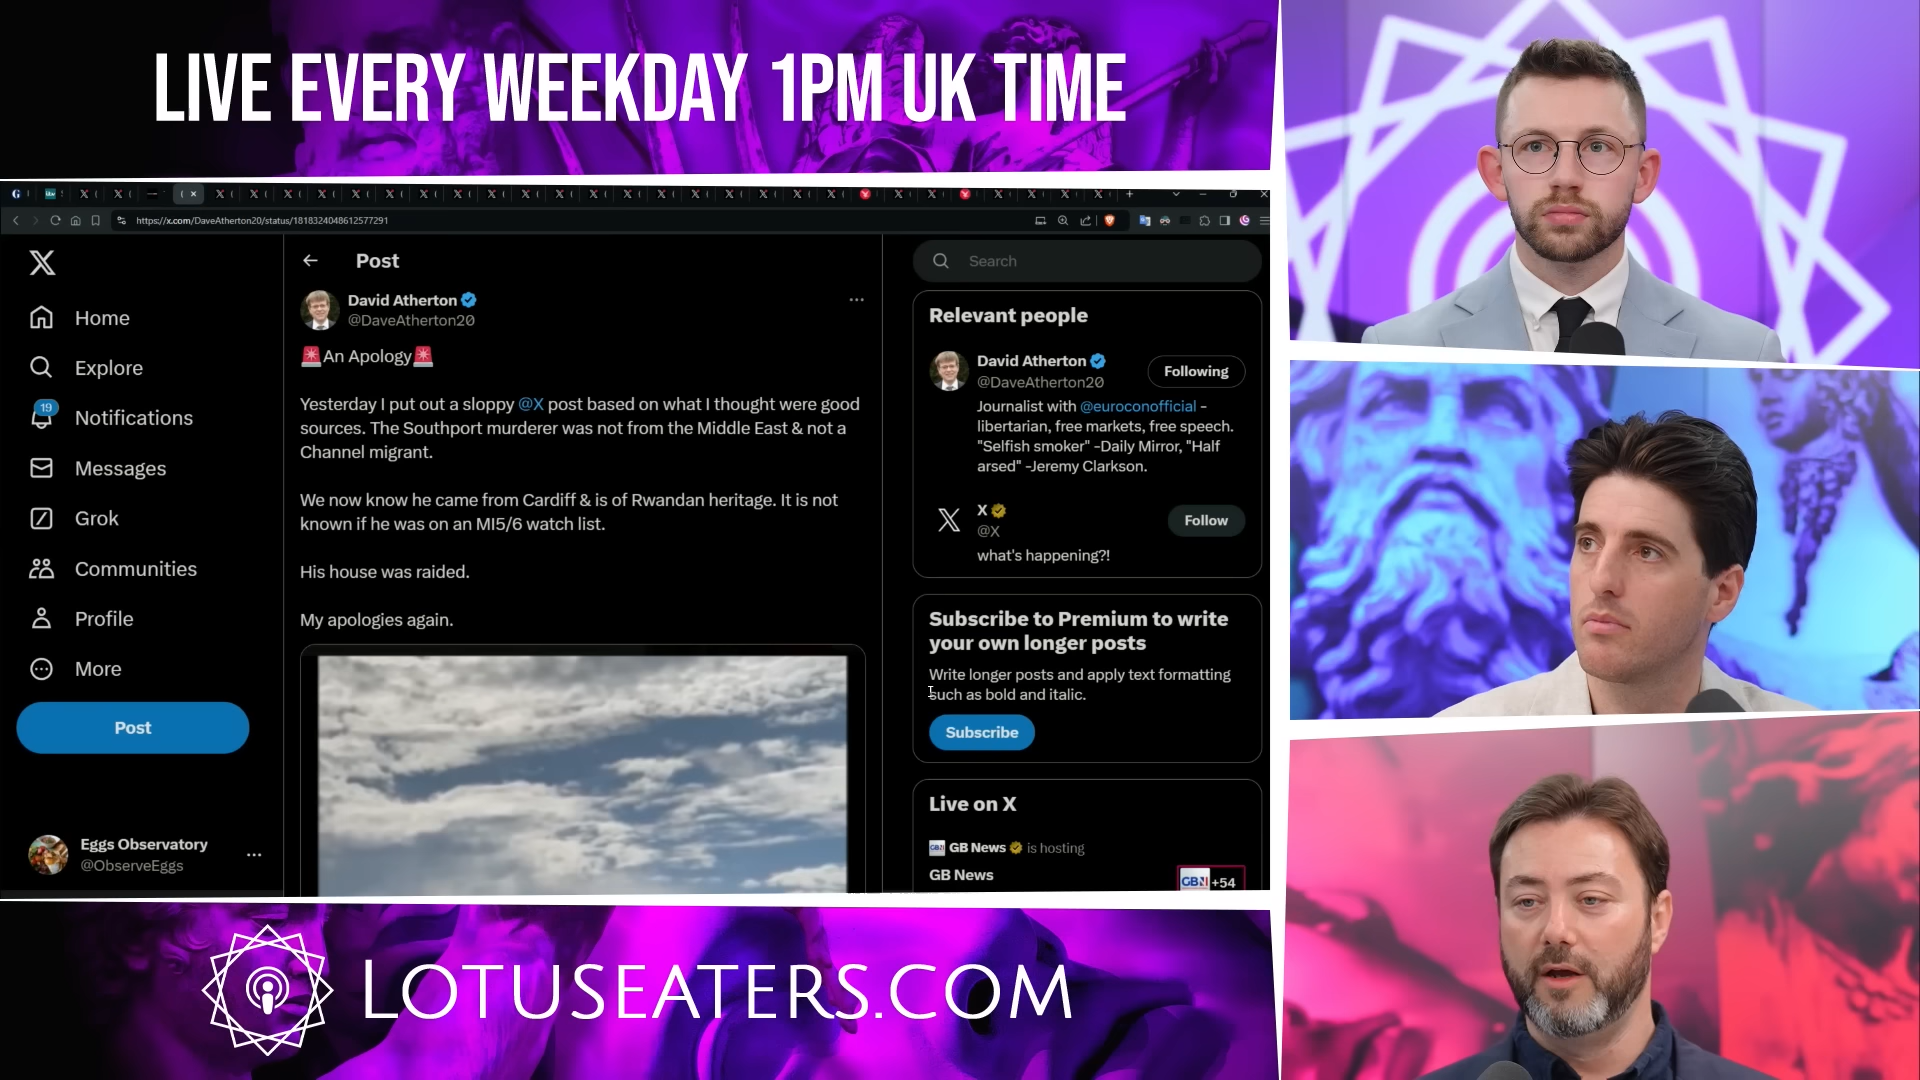 LIVE EVERY WEEKDAY 1PM UK TIME
https://x.com/DaveAtherton20/status/1818324048612577291
Home
Explore
19
Notifications
Messages
Grok
Communities
Profile
More
Post
Eggs Observatory
@ObserveEggs
Post
David Atherton
@DaveAtherton20
🚨An Apology🚨
Yesterday I put out a sloppy @X post based on what I thought were good
sources. The Southport murderer was not from the Middle East & not a
Channel migrant.
We now know he came from Cardiff & is of Rwandan heritage. It is not
known if he was on an MI5/6 watch list.
His house was raided.
My apologies again.
Search
Relevant people
David Atherton
@DaveAtherton20
Following
Journalist with @euroconofficial -
libertarian, free markets, free speech.
"Selfish smoker" -Daily Mirror, "Half
arsed" -Jeremy Clarkson.
X
@X
Follow
what's happening?!
Subscribe to Premium to write
your own longer posts
Write longer posts and apply text formatting
such as bold and italic.
Subscribe
Live on X
GB News is hosting
GB News
GBN +54
LOTUSEATERS.COM